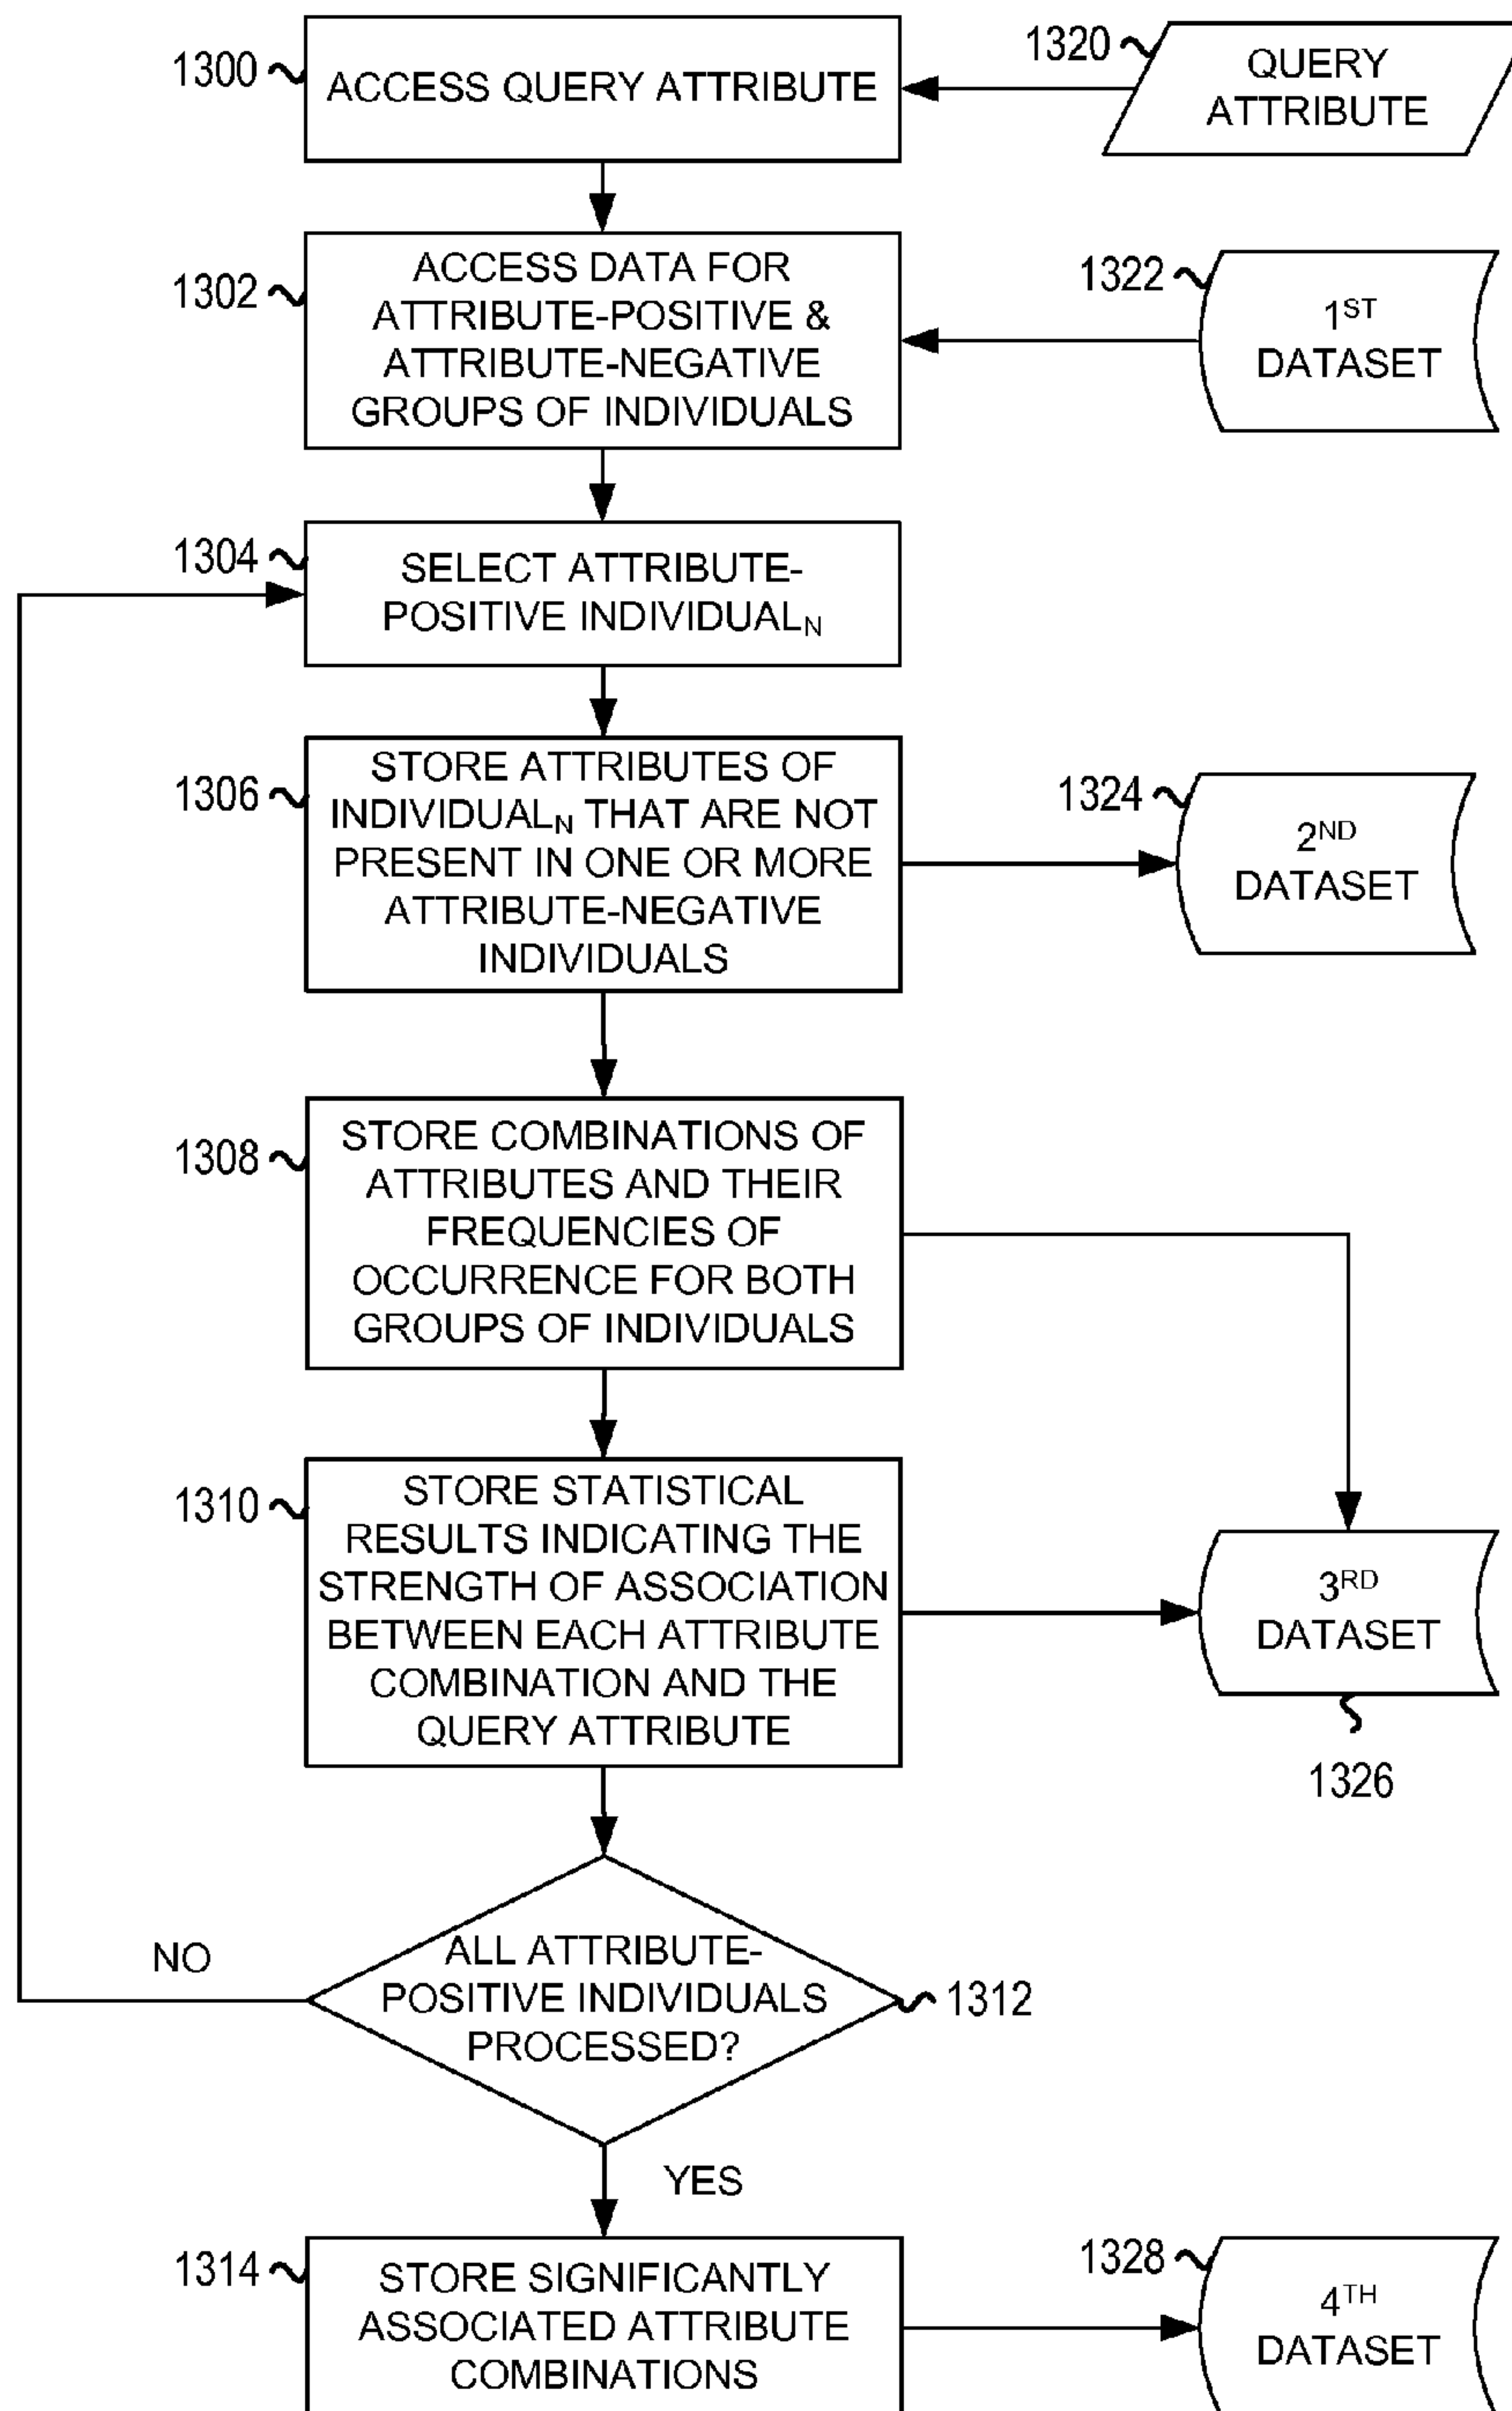 1300
ACCESS QUERY ATTRIBUTE
1320
QUERY
ATTRIBUTE
1302
ACCESS DATA FOR
ATTRIBUTE-POSITIVE &
ATTRIBUTE-NEGATIVE
GROUPS OF INDIVIDUALS
1322
1ST
DATASET
1304
SELECT ATTRIBUTE-
POSITIVE INDIVIDUALN
1306
STORE ATTRIBUTES OF
INDIVIDUALN THAT ARE NOT
PRESENT IN ONE OR MORE
ATTRIBUTE-NEGATIVE
INDIVIDUALS
1324
2ND
DATASET
1308
STORE COMBINATIONS OF
ATTRIBUTES AND THEIR
FREQUENCIES OF
OCCURRENCE FOR BOTH
GROUPS OF INDIVIDUALS
1310
STORE STATISTICAL
RESULTS INDICATING THE
STRENGTH OF ASSOCIATION
BETWEEN EACH ATTRIBUTE
COMBINATION AND THE
QUERY ATTRIBUTE
3RD
DATASET
1326
NO
ALL ATTRIBUTE-
POSITIVE INDIVIDUALS
PROCESSED?
1312
YES
1314
STORE SIGNIFICANTLY
ASSOCIATED ATTRIBUTE
COMBINATIONS
1328
4TH
DATASET